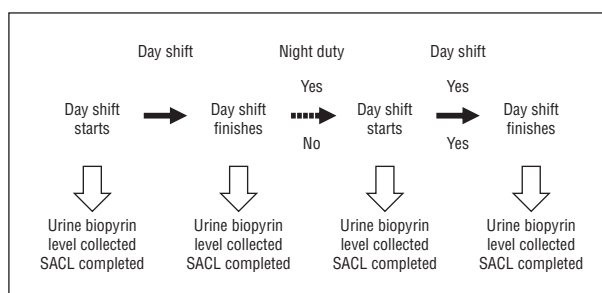 Day shift Night duty Day shift
Yes Yes
Day shift starts Day shift finishes Day shift starts Day shift finishes
No Yes
Urine biopyrin level collected SACL completed
Urine biopyrin level collected SACL completed
Urine biopyrin level collected SACL completed
Urine biopyrin level collected SACL completed